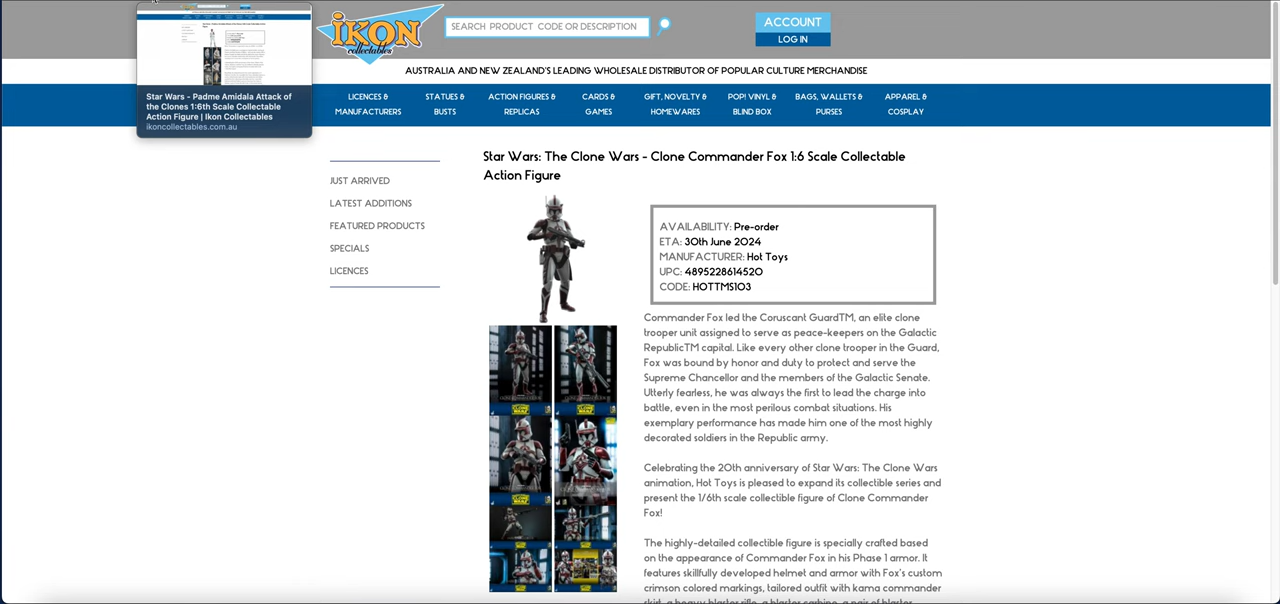 Star Wars - Padme Amidala Attack of
the Clones 1:6th Scale Collectable
Action Figure | Ikon Collectables
ikoncollectables.com.au
iKON
collectables
SEARCH PRODUCT CODE OR DESCRIPTION
ACCOUNT
LOG IN
TALIA AND NEW ZEALAND'S LEADING WHOLESALE DISTRIBUTOR OF POPULAR CULTURE MERCHANDISE
LICENCES &
MANUFACTURERS
STATUES &
BUSTS
ACTION FIGURES &
REPLICAS
CARDS &
GAMES
GIFT, NOVELTY &
HOMEWARES
POP! VINYL &
BLIND BOX
BAGS, WALLETS &
PURSES
APPAREL &
COSPLAY
JUST ARRIVED
LATEST ADDITIONS
FEATURED PRODUCTS
SPECIALS
LICENCES
Star Wars: The Clone Wars - Clone Commander Fox 1:6 Scale Collectable
Action Figure
AVAILABILITY: Pre-order
ETA: 30th June 2024
MANUFACTURER: Hot Toys
UPC: 4895228614520
CODE: HOTTMS103
Commander Fox led the Coruscant GuardTM, an elite clone
trooper unit assigned to serve as peace-keepers on the Galactic
RepublicTM capital. Like every other clone trooper in the Guard,
Fox was bound by honor and duty to protect and serve the
Supreme Chancellor and the members of the Galactic Senate.
Utterly fearless, he was always the first to lead the charge into
battle, even in the most perilous combat situations. His
exemplary performance has made him one of the most highly
decorated soldiers in the Republic army.
Celebrating the 20th anniversary of Star Wars: The Clone Wars
animation, Hot Toys is pleased to expand its collectible series and
present the 1/6th scale collectible figure of Clone Commander
Fox!
The highly-detailed collectible figure is specially crafted based
on the appearance of Commander Fox in his Phase 1 armor. It
features skillfully developed helmet and armor with Fox's custom
crimson colored markings, tailored outfit with kama commander
skirt, a heavy blaster rifle, a blaster carbine, a pair of blaster